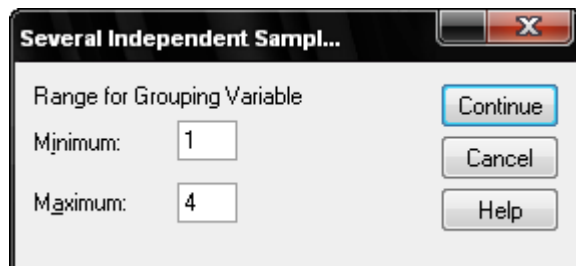 Several Independent Sampl...
Range for Grouping Variable
Minimum: 1
Maximum: 4
Continue
Cancel
Help